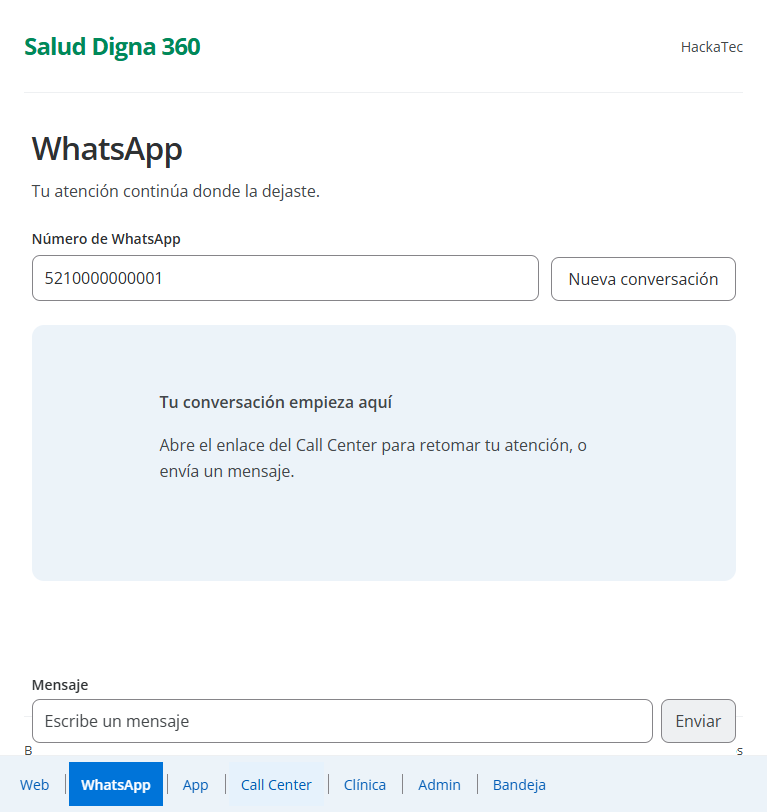 Salud Digna 360
HackaTec
WhatsApp
Tu atención continúa donde la dejaste.
Número de WhatsApp
5210000000001
Nueva conversación
Tu conversación empieza aquí
Abre el enlace del Call Center para retomar tu atención, o
envía un mensaje.
Mensaje
Escribe un mensaje
Enviar
B
s
Web
WhatsApp
App
Call Center
Clínica
Admin
Bandeja